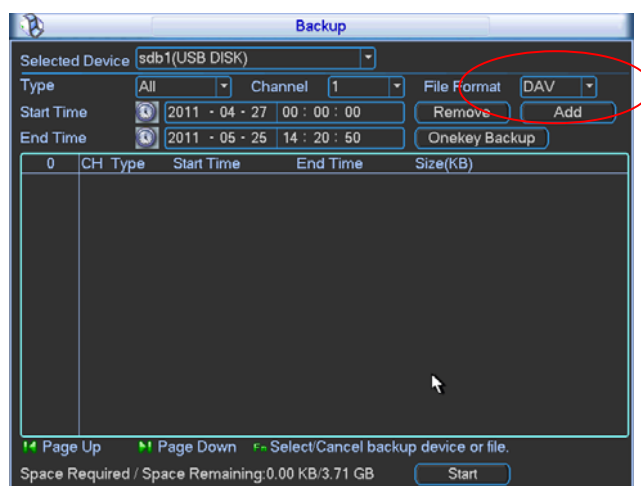 Backup
Selected Device sdb1(USB DISK)
Type All Channel 1 File Format DAV
Start Time 2011 - 04 - 27 00 : 00 : 00 Remove Add
End Time 2011 - 05 - 25 14 : 20 : 50 Onekey Backup
0 CH Type Start Time End Time Size(KB)
Page Up Page Down Fn Select/Cancel backup device or file.
Space Required / Space Remaining:0.00 KB/3.71 GB Start